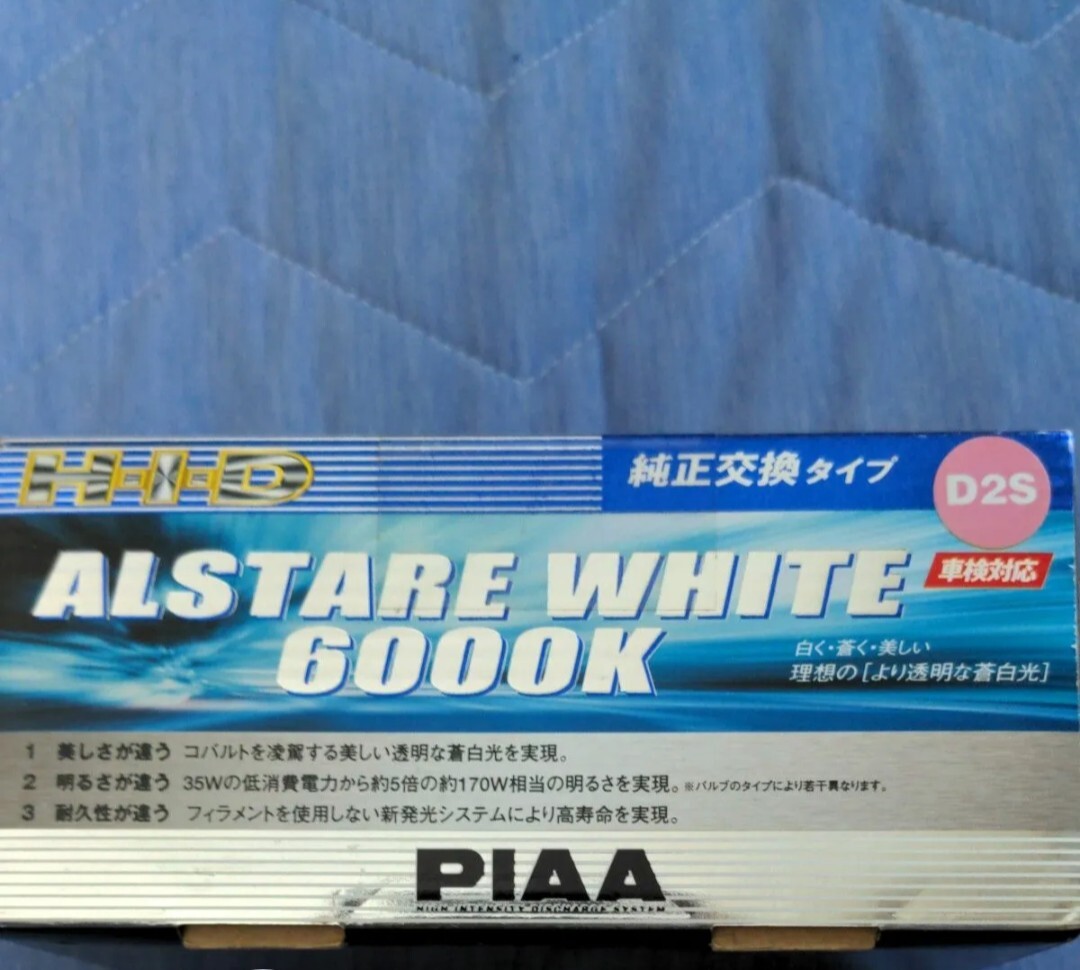 H·I·D
純正交換タイプ
D2S
ALSTARE WHITE
6000K
車検対応
白く・蒼く・美しい
理想の[より透明な蒼白光]
1 美しさが違う コバルトを凌駕する美しい透明な蒼白光を実現。
2 明るさが違う 35Wの低消費電力から約5倍の約170W相当の明るさを実現。※バルブのタイプにより若干異なります。
3 耐久性が違う フィラメントを使用しない新発光システムにより高寿命を実現。
PIAA
HIGH INTENSITY DISCHARGE SYSTEM